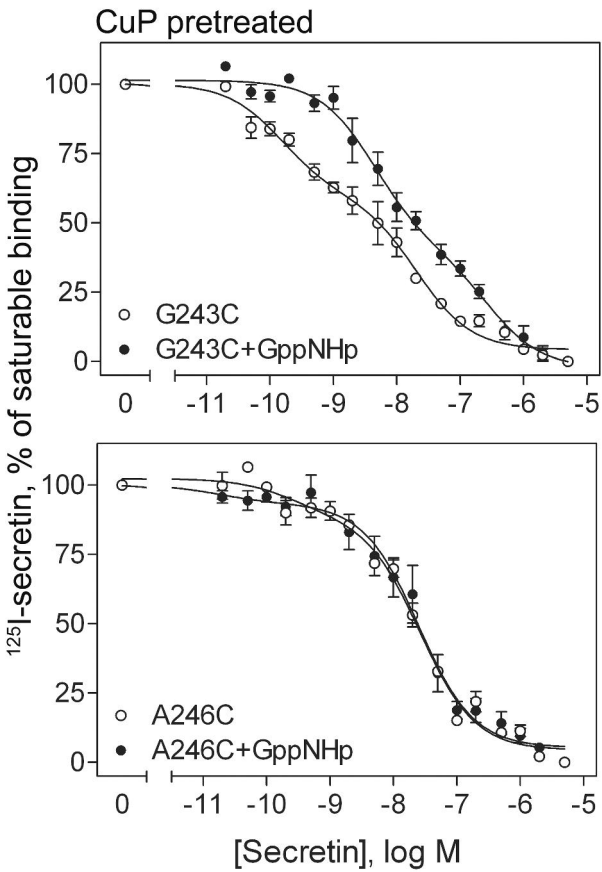 CuP pretreated
¹²⁵I-secretin, % of saturable binding
100
75
50
25
0
G243C
G243C+GppNHp
0 -11 -10 -9 -8 -7 -6 -5
100
75
50
25
0
A246C
A246C+GppNHp
0 -11 -10 -9 -8 -7 -6 -5
[Secretin], log M